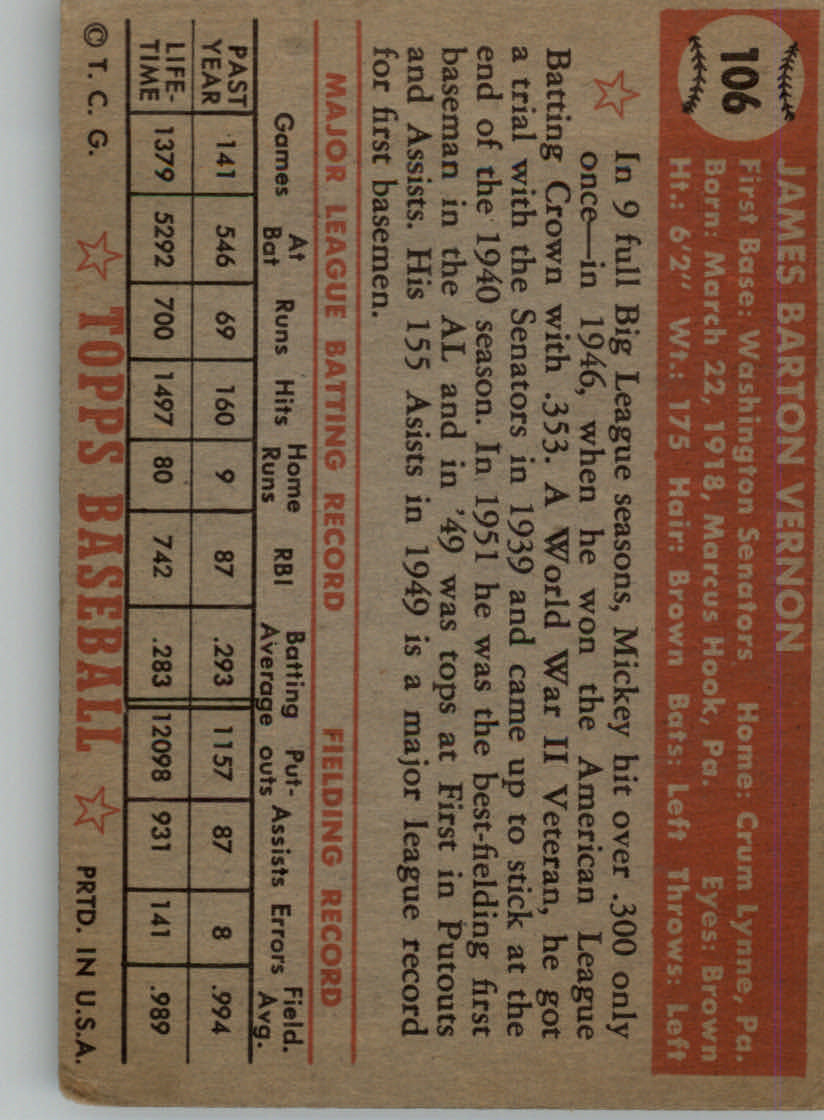 106
JAMES BARTON VERNON
First Base: Washington Senators Home: Crum Lynne, Pa.
Born: March 22, 1918, Marcus Hook, Pa. Eyes: Brown
Ht.: 6'2" Wt.: 175 Hair: Brown Bats: Left Throws: Left
In 9 full Big League seasons, Mickey hit over .300 only
once—in 1946, when he won the American League
Batting Crown with .353. A World War II Veteran, he got
a trial with the Senators in 1939 and came up to stick at the
end of the 1940 season. In 1951 he was the best-fielding first
baseman in the AL and in '49 was tops at First in Putouts
and Assists. His 155 Asists in 1949 is a major league record
for first basemen.
MAJOR LEAGUE BATTING RECORD FIELDING RECORD
Games At Bat Runs Hits Home Runs RBI Batting Average Put-outs Assists Errors Field. Avg.
PAST YEAR 141 546 69 160 9 87 .293 1157 87 8 .994
LIFE-TIME 1379 5292 700 1497 80 742 .283 12098 931 141 .989
© T. C. G. TOPPS BASEBALL PRTD. IN U.S.A.